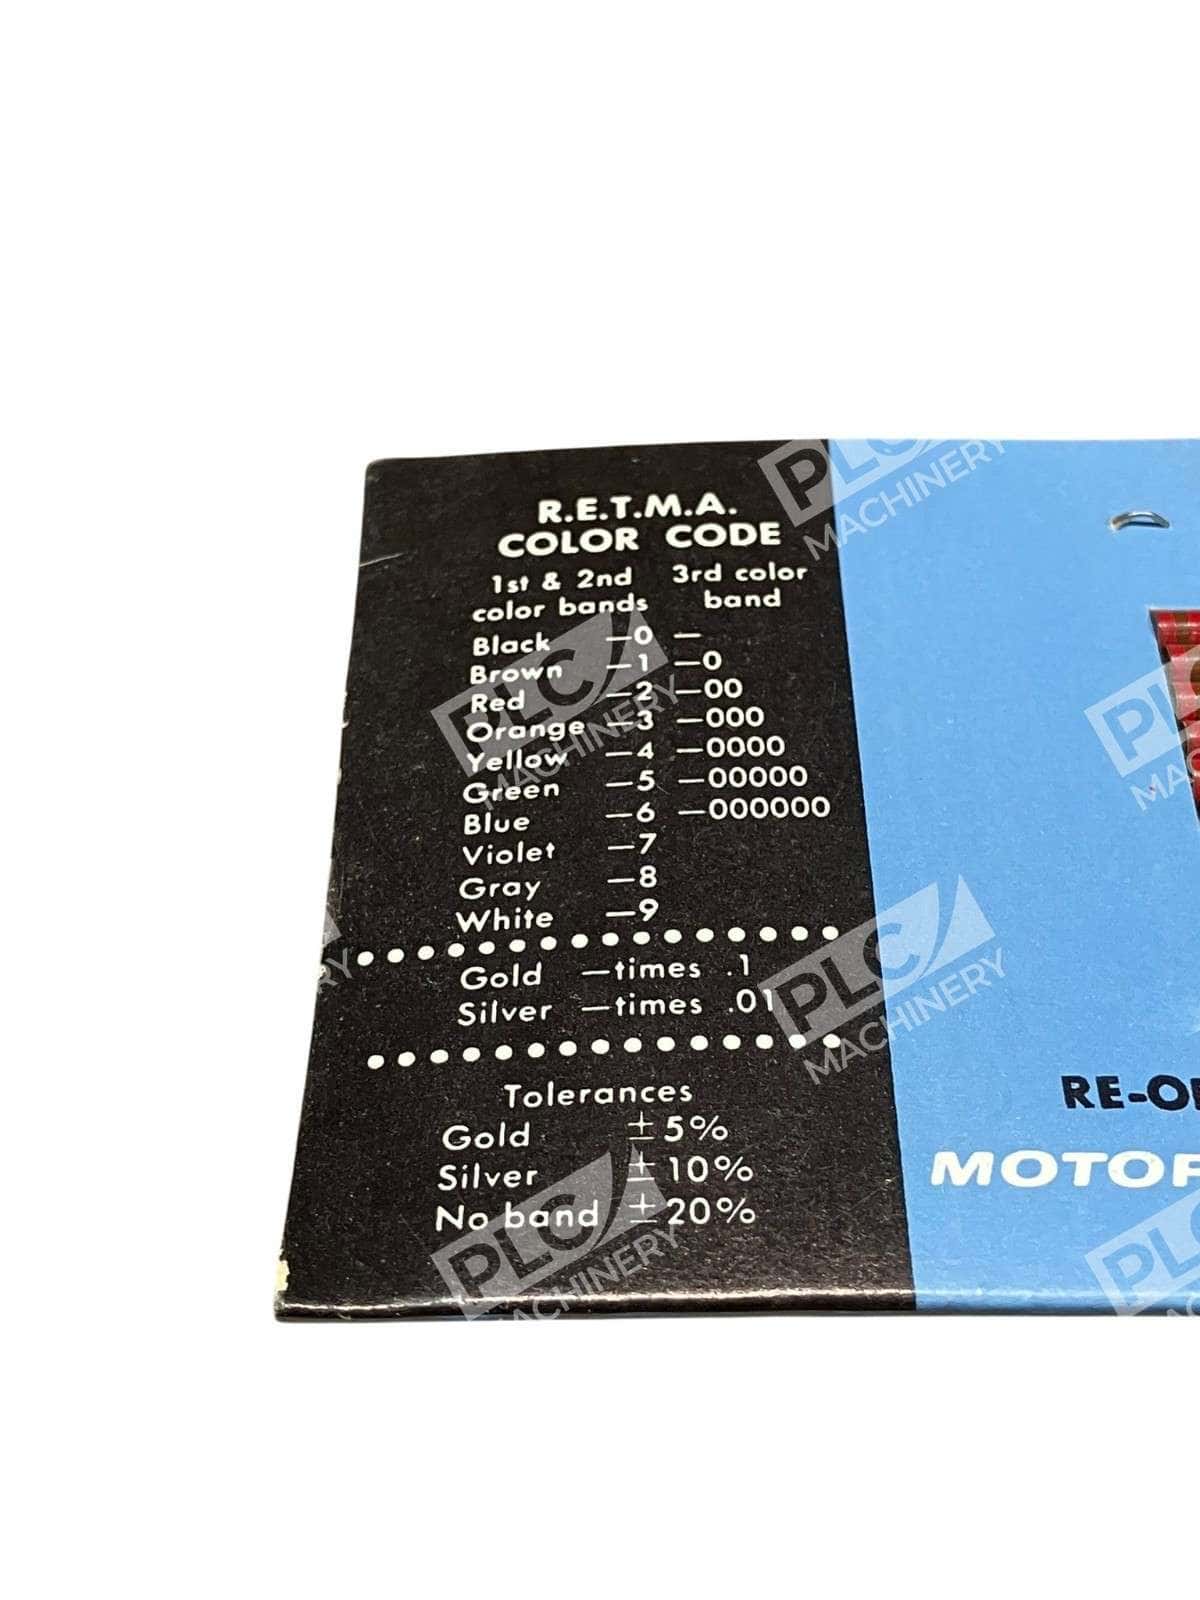 R.E.T.M.A.
COLOR CODE
1st & 2nd color bands 3rd color band
Black —0 —
Brown —1 —0
Red —2 —00
Orange —3 —000
Yellow —4 —0000
Green —5 —00000
Blue —6 —000000
Violet —7
Gray —8
White —9
Gold —times .1
Silver —times .01
Tolerances
Gold ±5%
Silver ±10%
No band ±20%
PLC MACHINERY
PLC MACHINERY
PLC MACHINERY
PLC MACHINERY